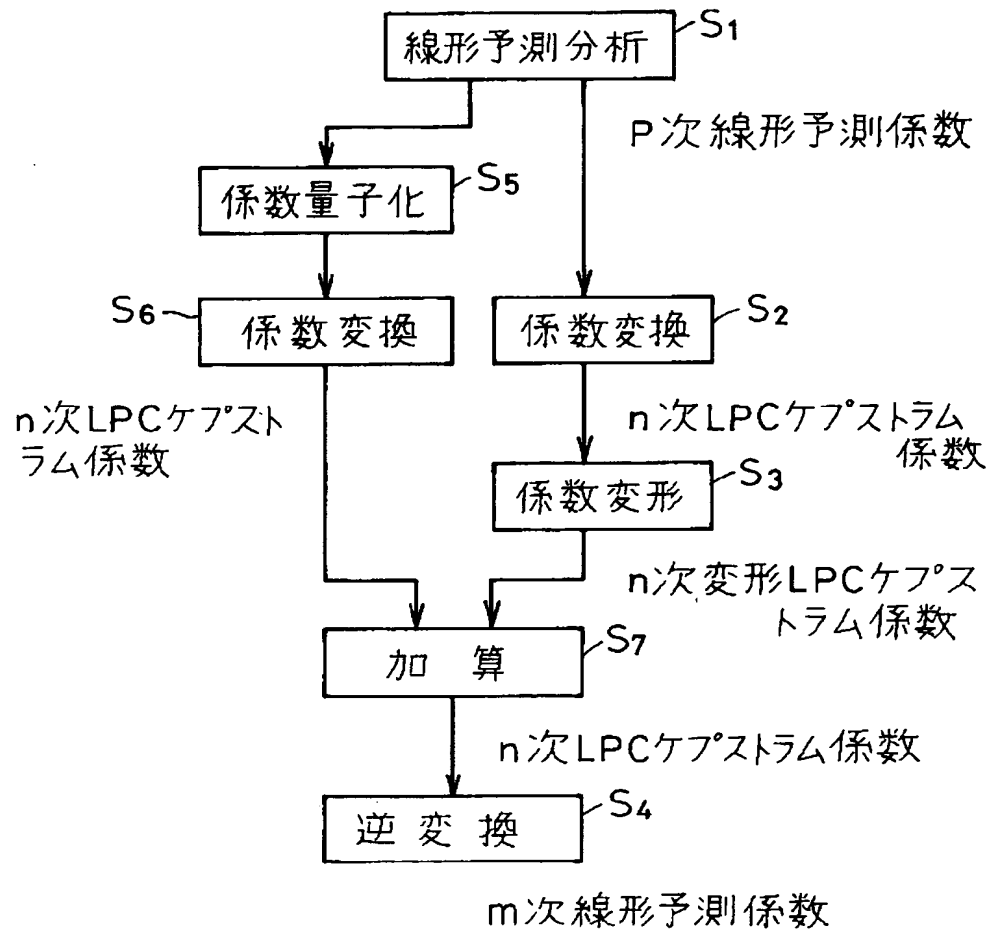 線形予測分析
S1
P次線形予測係数
係数量子化
S5
S6
係数変換
係数変換
S2
n次LPCケプスト
ラム係数
n次LPCケプストラム
係数
係数変形
S3
n次変形LPCケプス
トラム係数
加 算
S7
n次LPCケプストラム係数
逆変換
S4
m次線形予測係数